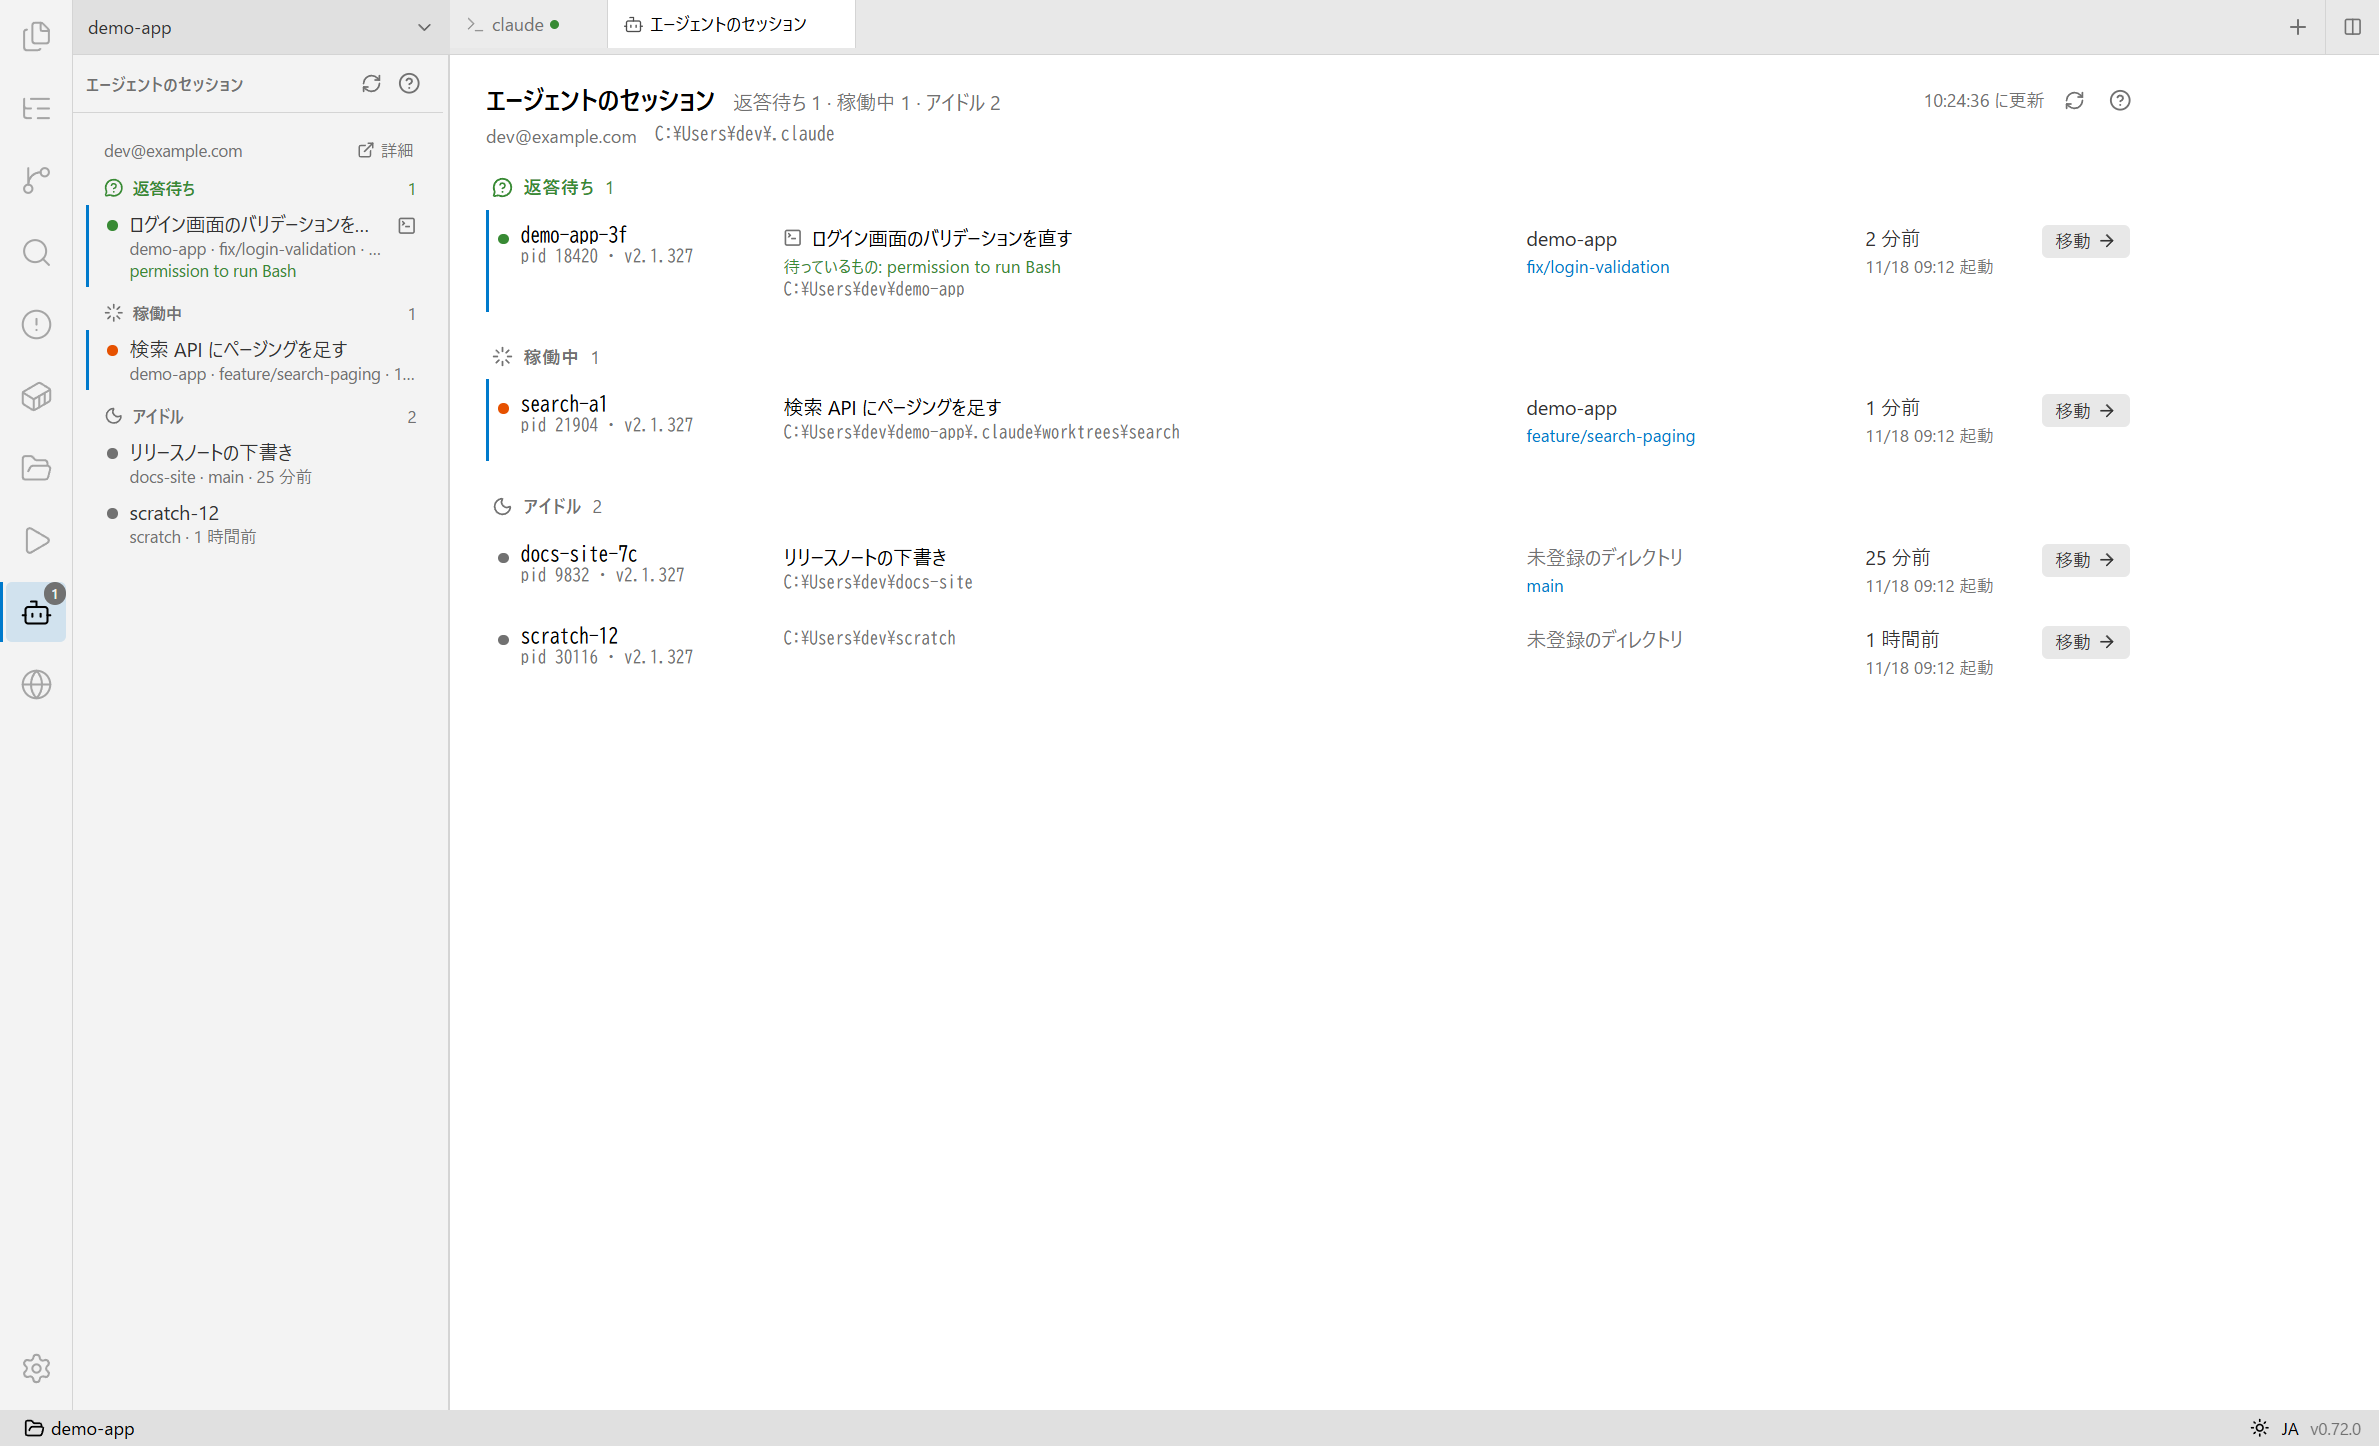 demo-app
claude
エージェントのセッション
エージェントのセッション
dev@example.com
詳細
返答待ち 1
ログイン画面のバリデーションを...
demo-app · fix/login-validation · ...
permission to run Bash
稼働中 1
検索 API にページングを足す
demo-app · feature/search-paging · 1...
アイドル 2
リリースノートの下書き
docs-site · main · 25 分前
scratch-12
scratch · 1 時間前
1
エージェントのセッション 返答待ち 1 · 稼働中 1 · アイドル 2
10:24:36 に更新
dev@example.com C:¥Users¥dev¥.claude
返答待ち 1
demo-app-3f
pid 18420 · v2.1.327
ログイン画面のバリデーションを直す
待っているもの: permission to run Bash
C:¥Users¥dev¥demo-app
demo-app
fix/login-validation
2 分前
11/18 09:12 起動
移動
稼働中 1
search-a1
pid 21904 · v2.1.327
検索 API にページングを足す
C:¥Users¥dev¥demo-app¥.claude¥worktrees¥search
demo-app
feature/search-paging
1 分前
11/18 09:12 起動
移動
アイドル 2
docs-site-7c
pid 9832 · v2.1.327
リリースノートの下書き
C:¥Users¥dev¥docs-site
未登録のディレクトリ
main
25 分前
11/18 09:12 起動
移動
scratch-12
pid 30116 · v2.1.327
C:¥Users¥dev¥scratch
未登録のディレクトリ
1 時間前
11/18 09:12 起動
移動
demo-app
JA v0.72.0